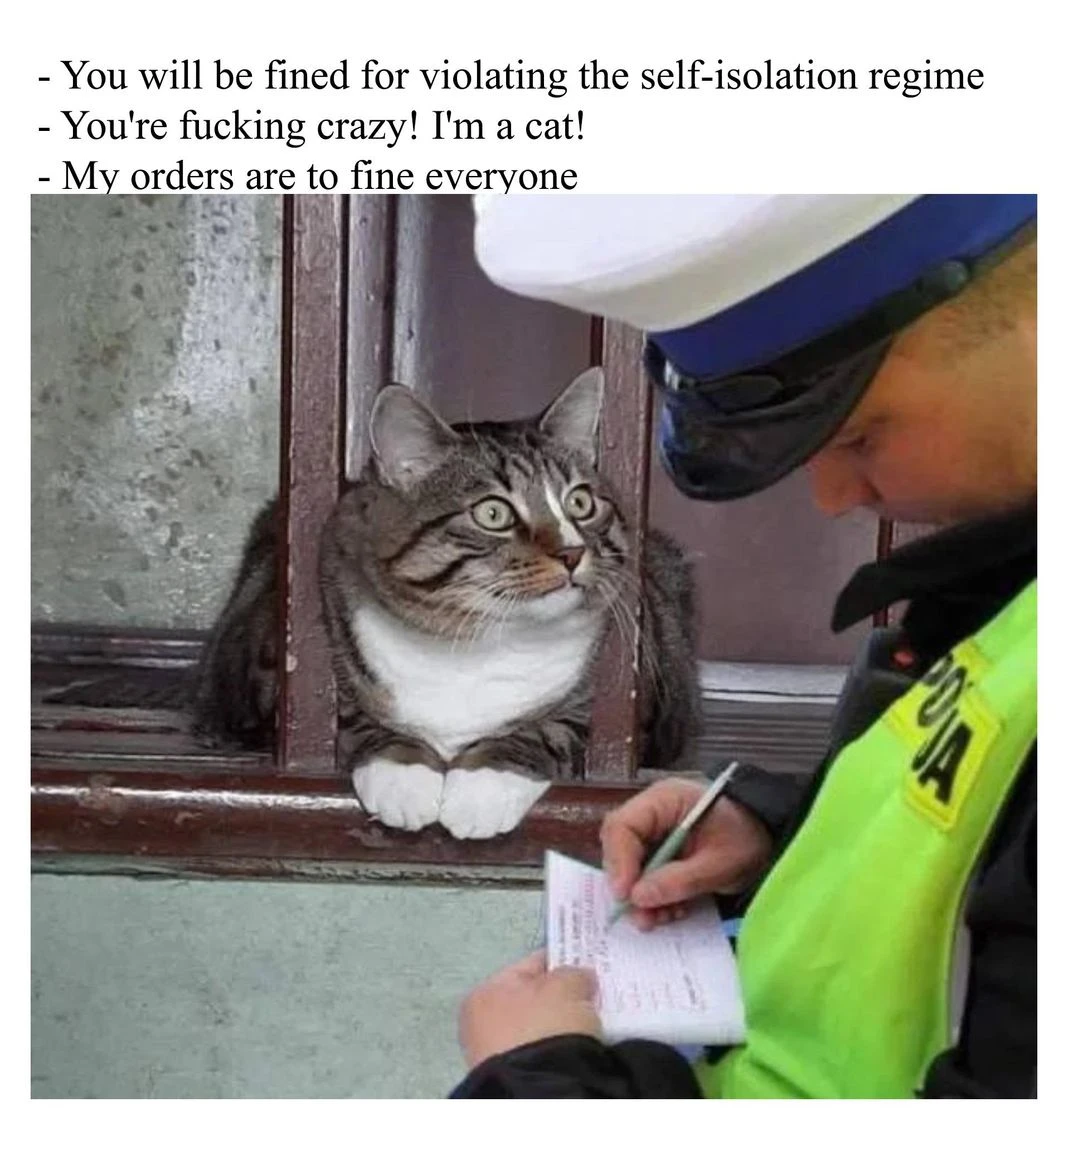 - You will be fined for violating the self-isolation regime
- You're fucking crazy! I'm a cat!
- My orders are to fine everyone